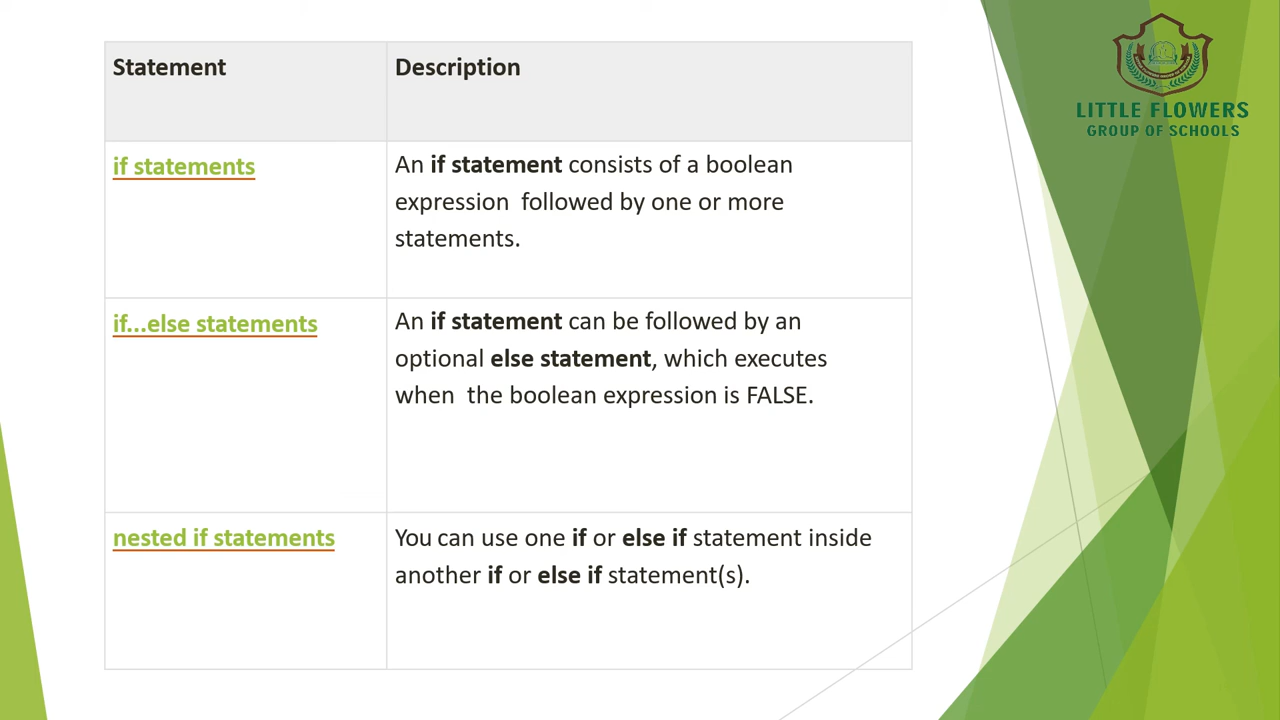 Statement
Description
if statements
An if statement consists of a boolean
expression  followed by one or more
statements.
if...else statements
An if statement can be followed by an
optional else statement, which executes
when  the boolean expression is FALSE.
nested if statements
You can use one if or else if statement inside
another if or else if statement(s).
LITTLE FLOWERS
GROUP OF SCHOOLS